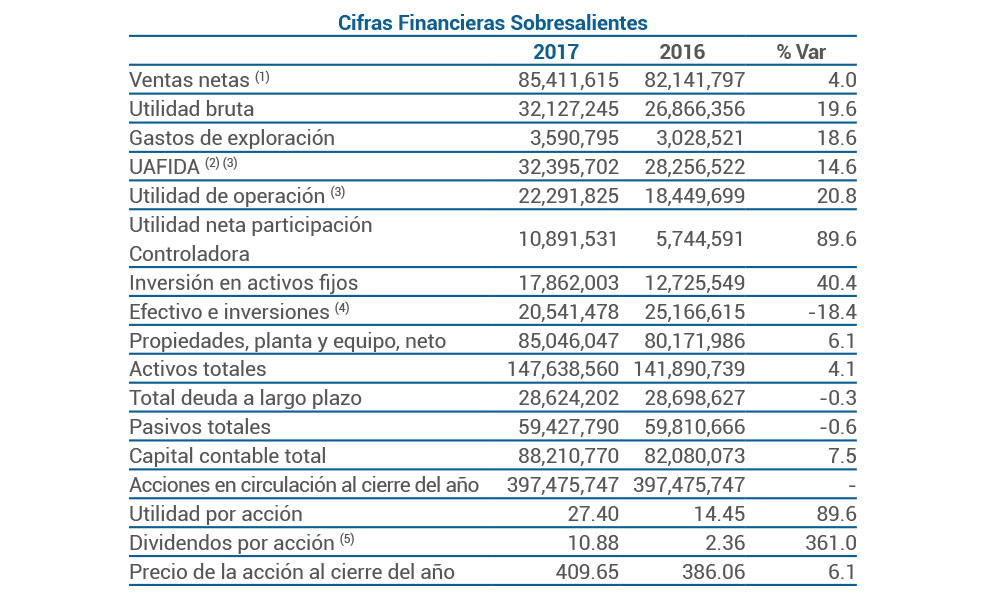 Cifras Financieras Sobresalientes
2017 2016 % Var
Ventas netas (1) 85,411,615 82,141,797 4.0
Utilidad bruta 32,127,245 26,866,356 19.6
Gastos de exploración 3,590,795 3,028,521 18.6
UAFIDA (2) (3) 32,395,702 28,256,522 14.6
Utilidad de operación (3) 22,291,825 18,449,699 20.8
Utilidad neta participación
Controladora 10,891,531 5,744,591 89.6
Inversión en activos fijos 17,862,003 12,725,549 40.4
Efectivo e inversiones (4) 20,541,478 25,166,615 -18.4
Propiedades, planta y equipo, neto 85,046,047 80,171,986 6.1
Activos totales 147,638,560 141,890,739 4.1
Total deuda a largo plazo 28,624,202 28,698,627 -0.3
Pasivos totales 59,427,790 59,810,666 -0.6
Capital contable total 88,210,770 82,080,073 7.5
Acciones en circulación al cierre del año 397,475,747 397,475,747 -
Utilidad por acción 27.40 14.45 89.6
Dividendos por acción (5) 10.88 2.36 361.0
Precio de la acción al cierre del año 409.65 386.06 6.1